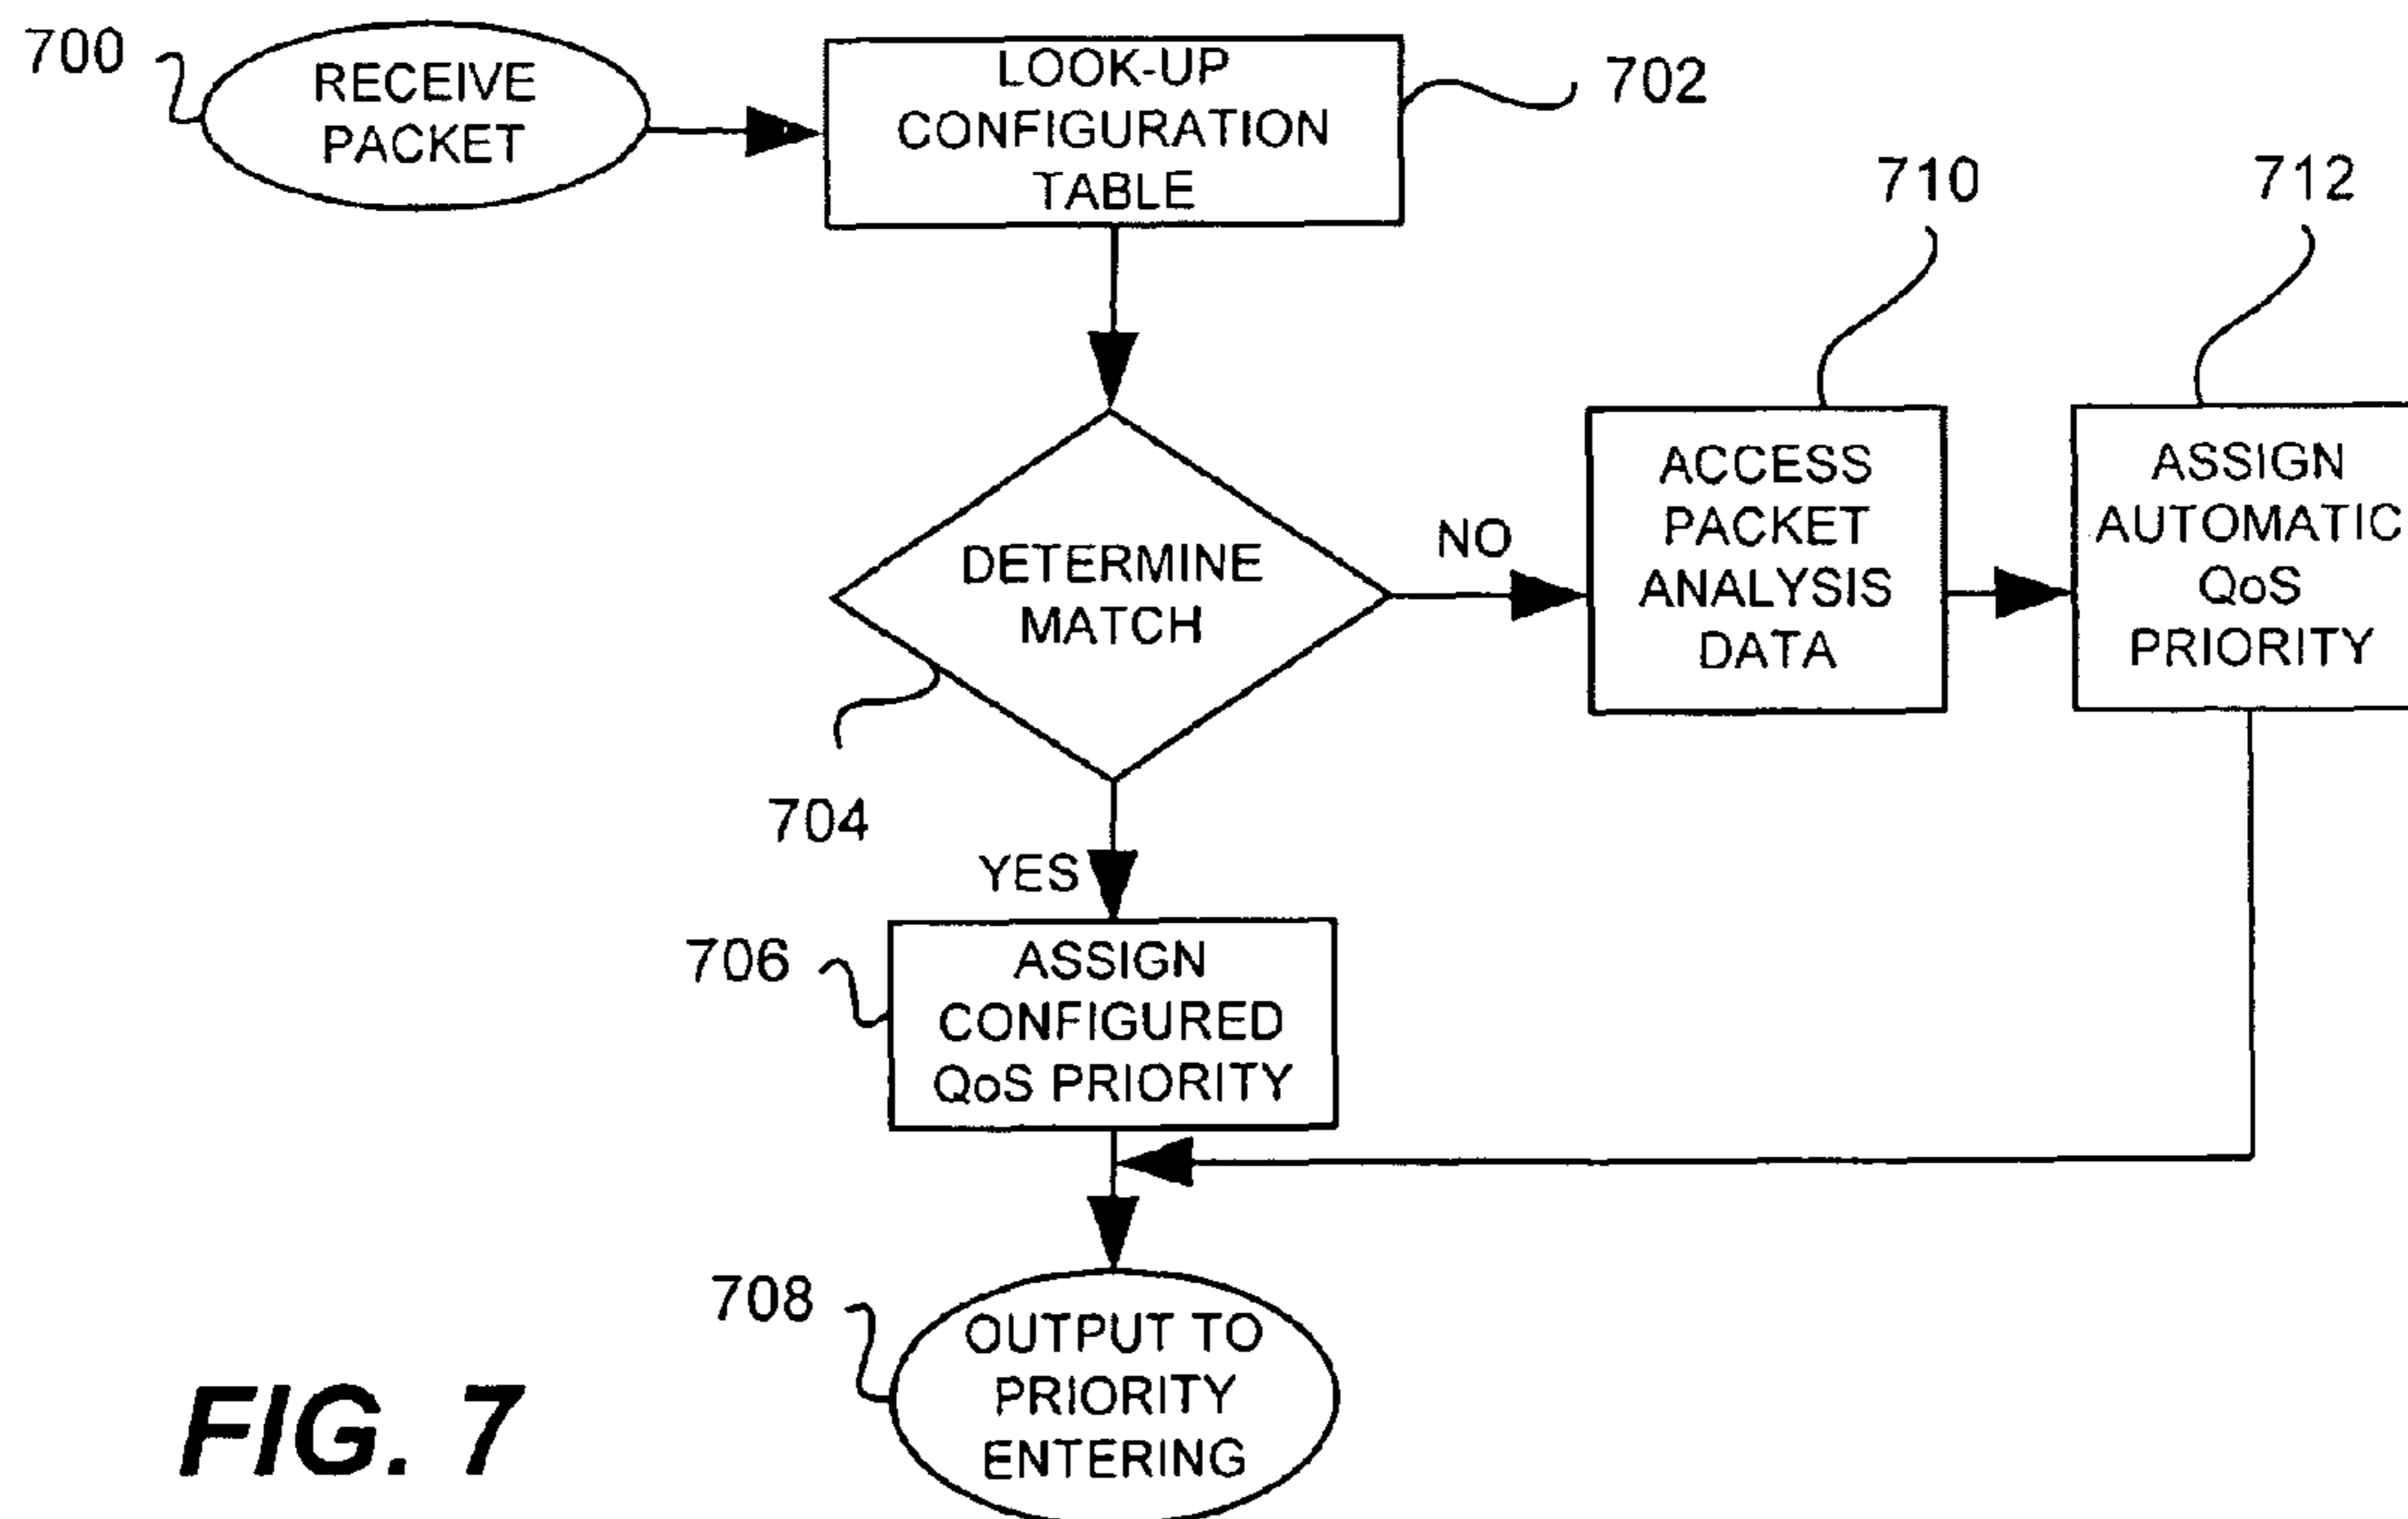 700
RECEIVE
PACKET
LOOK-UP
CONFIGURATION
TABLE
702
710
712
DETERMINE
MATCH
NO
ACCESS
PACKET
ANALYSIS
DATA
ASSIGN
AUTOMATIC
QoS
PRIORITY
704
YES
706
ASSIGN
CONFIGURED
QoS PRIORITY
708
OUTPUT TO
PRIORITY
ENTERING
FIG. 7